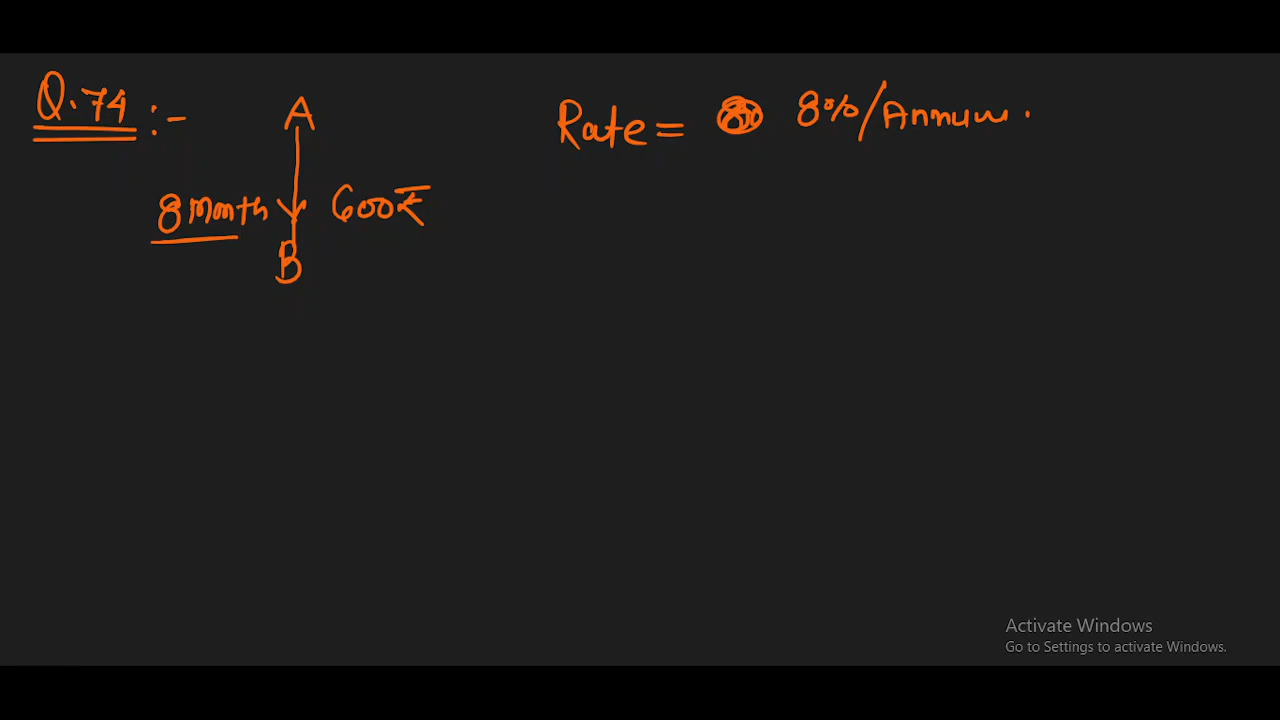 Q.74 :-
A
Rate = 8%/Annum.
8 month 600₹
B
Activate Windows
Go to Settings to activate Windows.